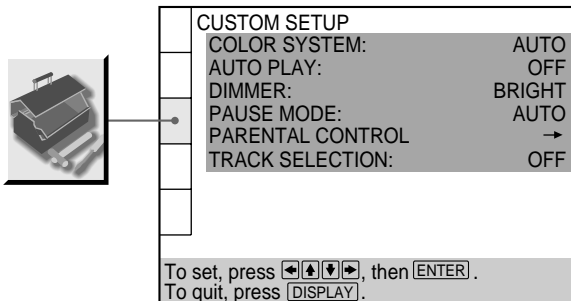 CUSTOM SETUP
COLOR SYSTEM: AUTO
AUTO PLAY: OFF
DIMMER: BRIGHT
PAUSE MODE: AUTO
PARENTAL CONTROL →
TRACK SELECTION: OFF
To set, press ←↑↓→, then ENTER.
To quit, press DISPLAY.